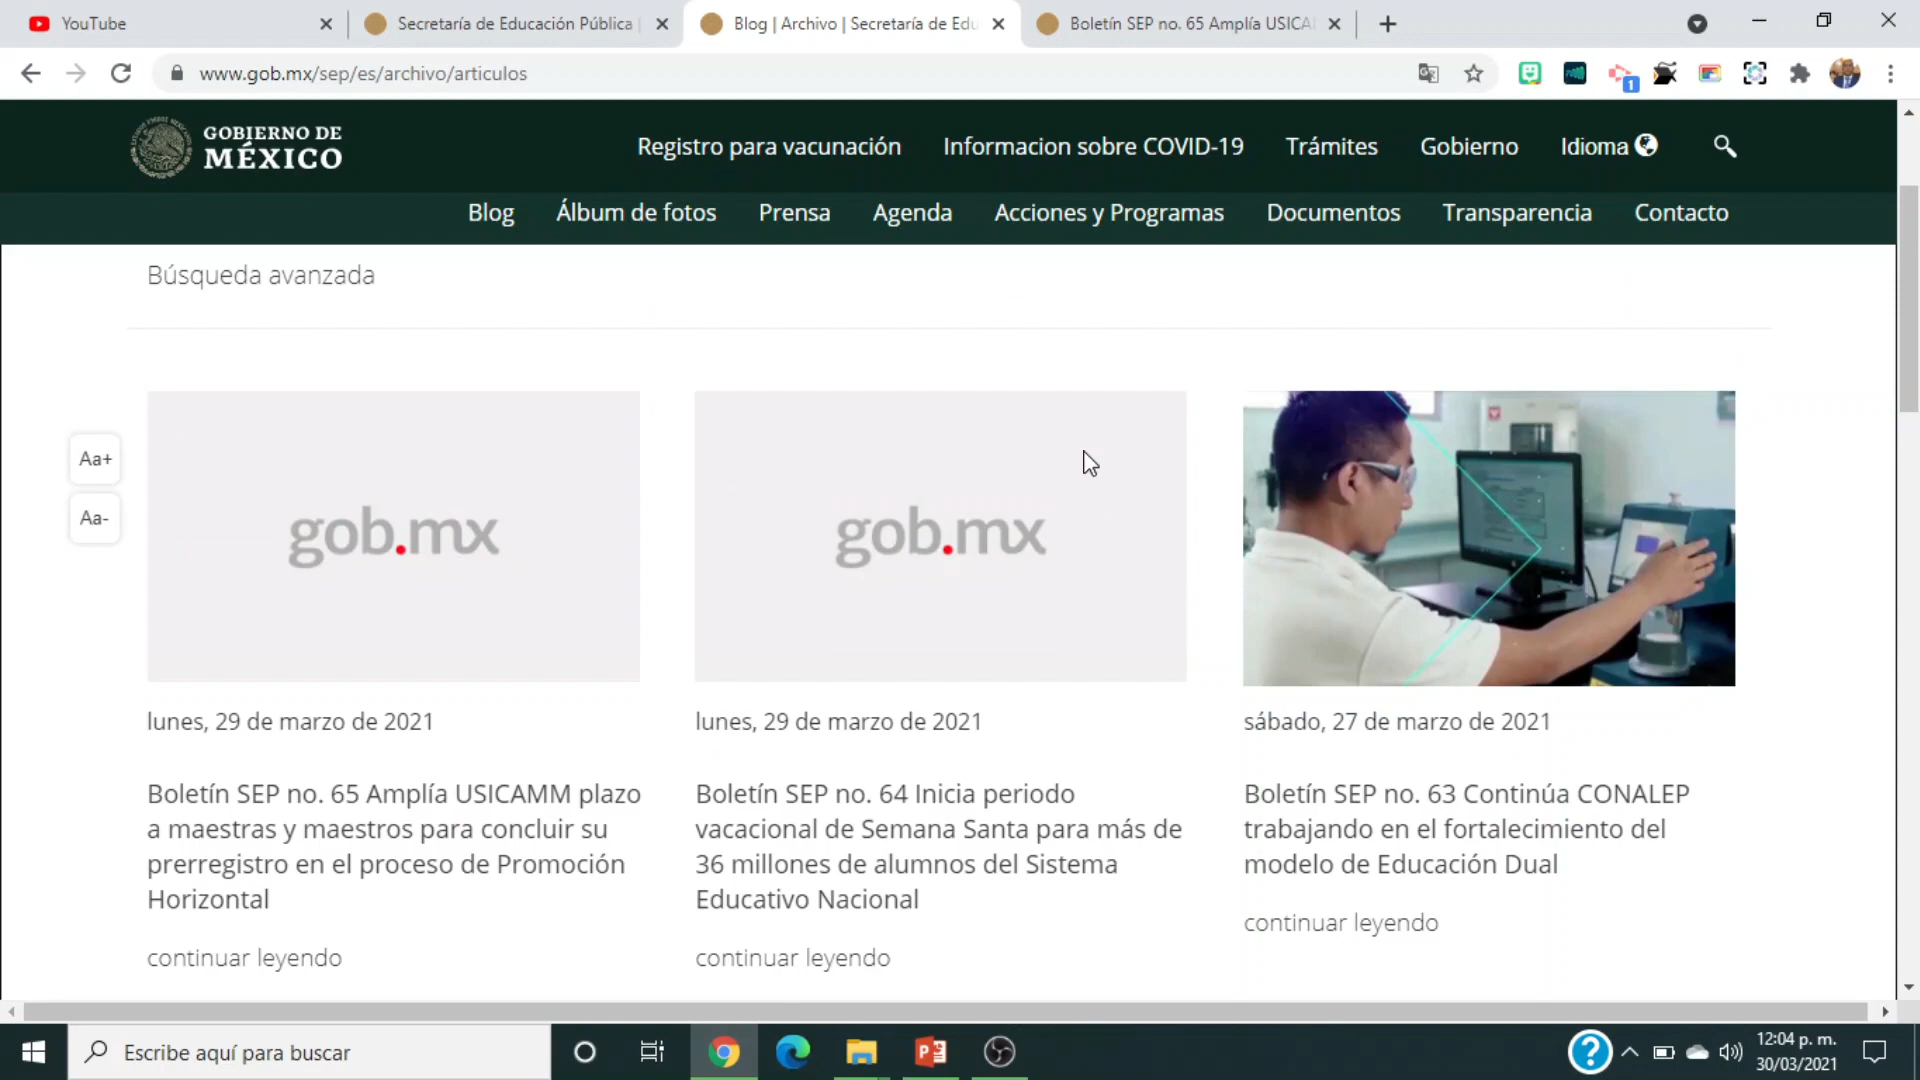 YouTube
Secretaría de Educación Pública
Blog | Archivo | Secretaría de Edu
Boletín SEP no. 65 Amplía USICA
www.gob.mx/sep/es/archivo/articulos
1
GOBIERNO DE
MÉXICO
Registro para vacunación
Informacion sobre COVID-19
Trámites
Gobierno
Idioma
Blog
Álbum de fotos
Prensa
Agenda
Acciones y Programas
Documentos
Transparencia
Contacto
Búsqueda avanzada
Aa+
Aa-
gob.mx
lunes, 29 de marzo de 2021
Boletín SEP no. 65 Amplía USICAMM plazo
a maestras y maestros para concluir su
prerregistro en el proceso de Promoción
Horizontal
continuar leyendo
gob.mx
lunes, 29 de marzo de 2021
Boletín SEP no. 64 Inicia periodo
vacacional de Semana Santa para más de
36 millones de alumnos del Sistema
Educativo Nacional
continuar leyendo
sábado, 27 de marzo de 2021
Boletín SEP no. 63 Continúa CONALEP
trabajando en el fortalecimiento del
modelo de Educación Dual
continuar leyendo
Escribe aquí para buscar
12:04 p. m.
30/03/2021